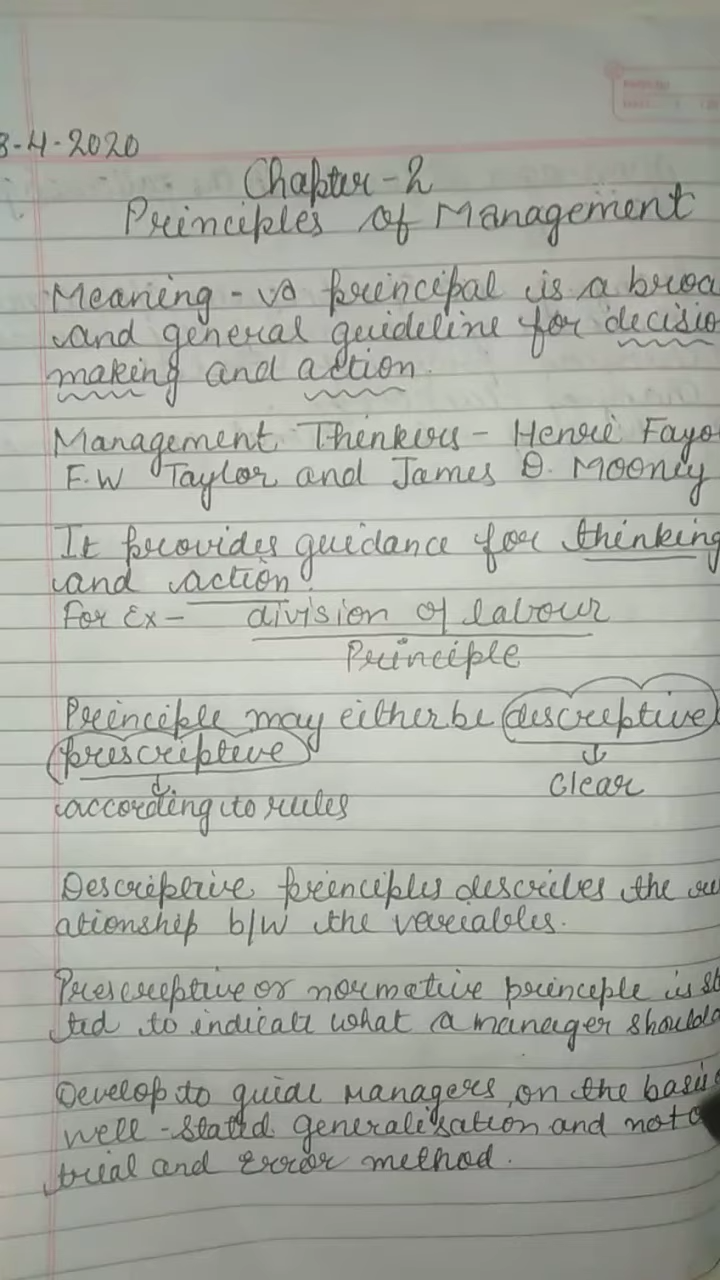 3-4-2020
Chapter-2
Principles of Management
Meaning - A principal is a broa
and general guideline for decisio
making and action.
Management Thinkers - Henri Fayo
F.W Taylor and James D. Mooney
It provides guidance for thinking
and action.
For Ex - division of labour
Principle
Principle may either be descriptive
prescriptive
clear
according to rules
Descriptive principles describes the rel
ationship b/w the variables.
Prescriptive or normative principle is sta
ted to indicate what a manager should d
Develop to guide managers on the basis
well-stated generalisation and not o
trial and error method.